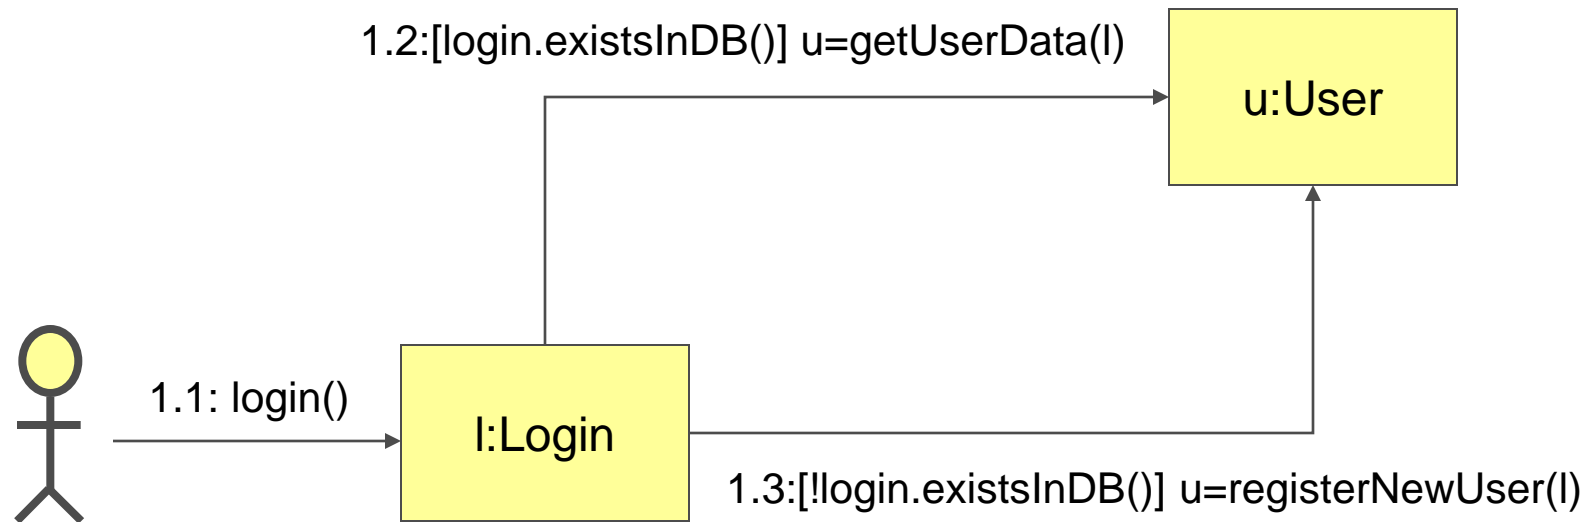 1.2:[login.existsInDB()] u=getUserData(l)
u:User
1.1: login()
l:Login
1.3:[!login.existsInDB()] u=registerNewUser(l)